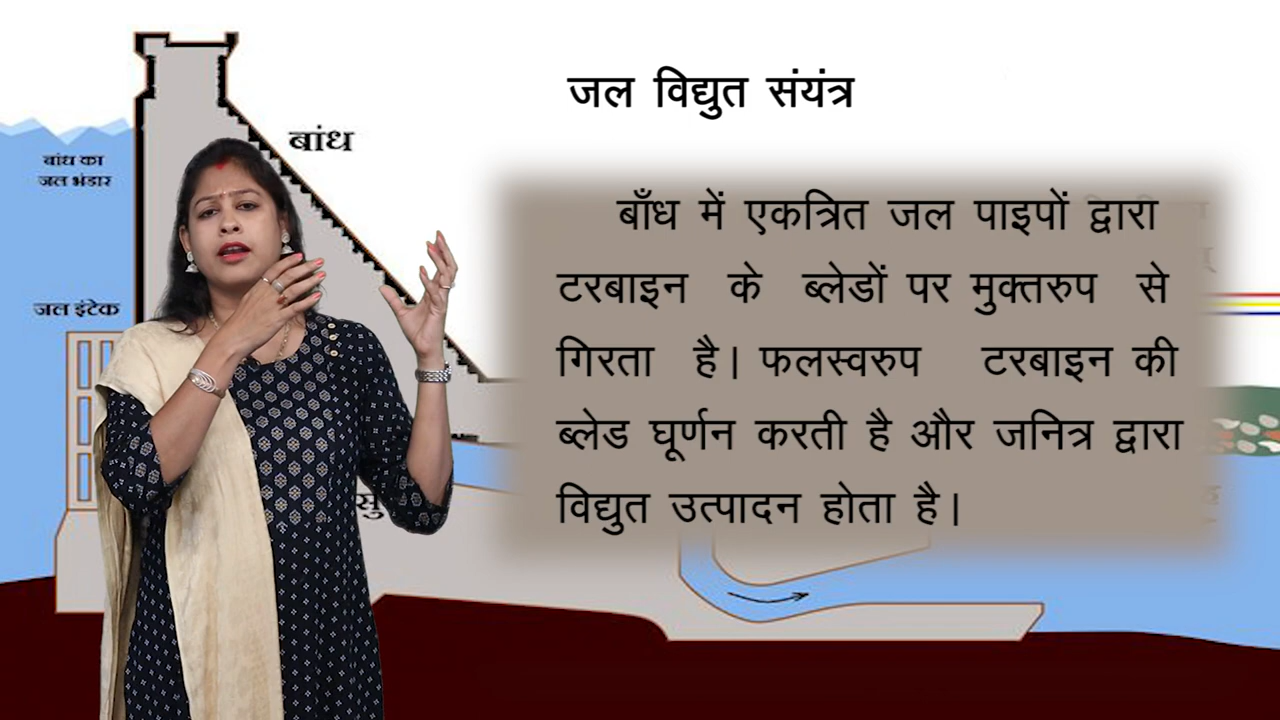 जल विद्युत संयंत्र
बांध
बांध का
जल भंडार
जल इंटेक
बाँध में एकत्रित जल पाइपों द्वारा
टरबाइन के ब्लेडों पर मुक्तरुप से
गिरता है। फलस्वरुप टरबाइन की
ब्लेड घूर्णन करती है और जनित्र द्वारा
विद्युत उत्पादन होता है।